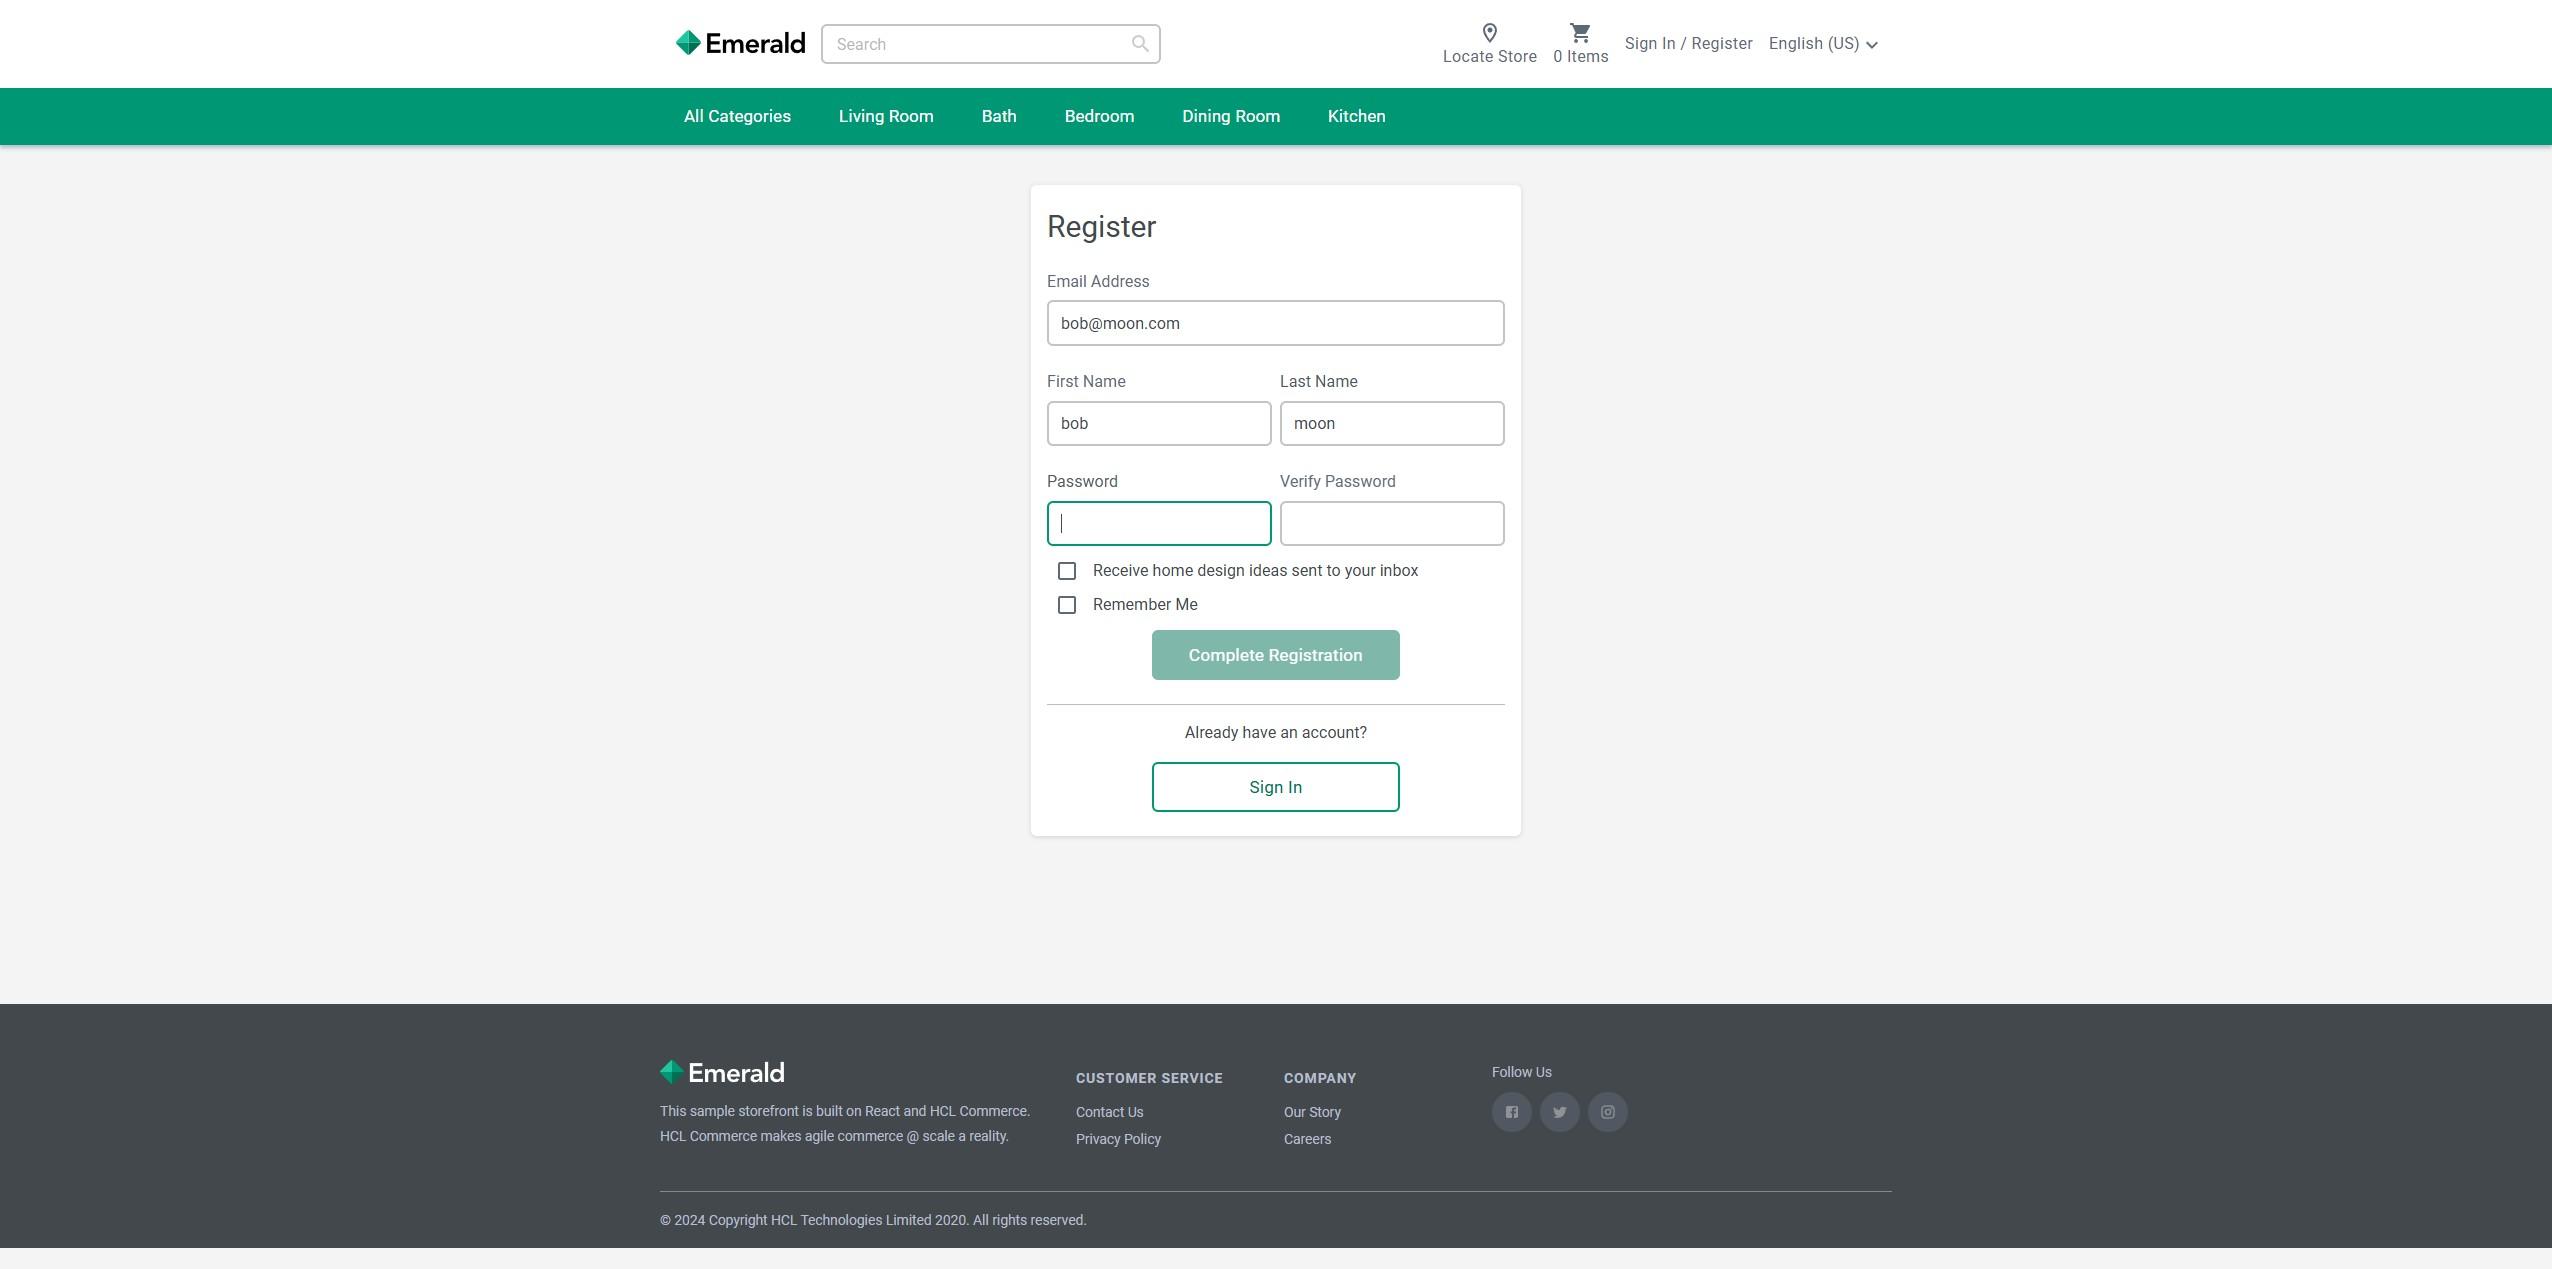 Emerald
Search
Locate Store
0 Items
Sign In / Register
English (US)
All Categories
Living Room
Bath
Bedroom
Dining Room
Kitchen
Register
Email Address
bob@moon.com
First Name
Last Name
bob
moon
Password
Verify Password
Receive home design ideas sent to your inbox
Remember Me
Complete Registration
Already have an account?
Sign In
Emerald
This sample storefront is built on React and HCL Commerce.
HCL Commerce makes agile commerce @ scale a reality.
CUSTOMER SERVICE
Contact Us
Privacy Policy
COMPANY
Our Story
Careers
Follow Us
© 2024 Copyright HCL Technologies Limited 2020. All rights reserved.